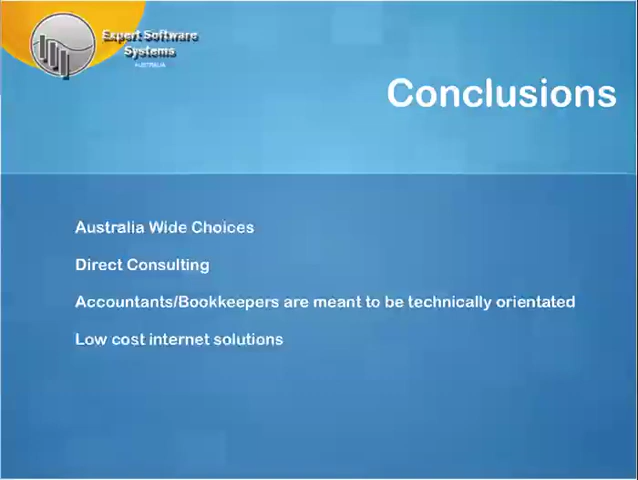 Expert Software
Systems
AUSTRALIA
Conclusions
Australia Wide Choices
Direct Consulting
Accountants/Bookkeepers are meant to be technically orientated
Low cost internet solutions